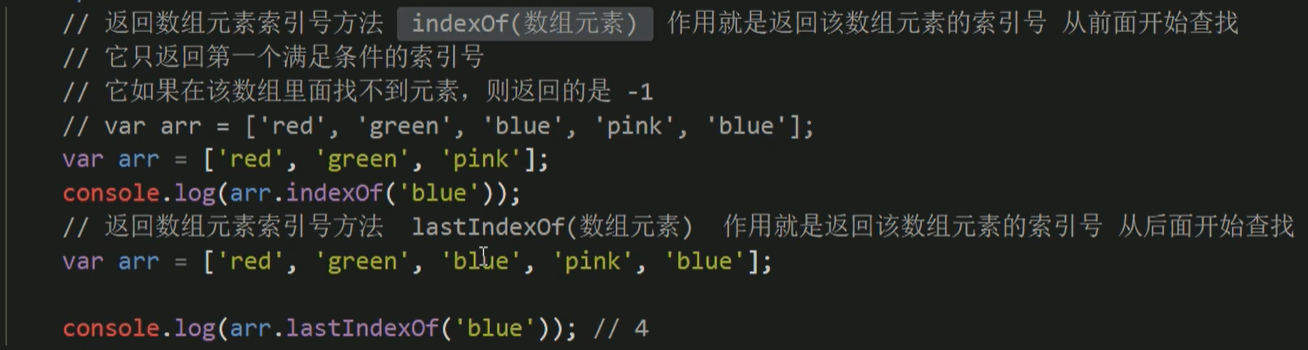 // 返回数组元素索引号方法 indexOf(数组元素) 作用就是返回该数组元素的索引号 从前面开始查找
// 它只返回第一个满足条件的索引号
// 它如果在该数组里面找不到元素，则返回的是 -1
// var arr = ['red', 'green', 'blue', 'pink', 'blue'];
var arr = ['red', 'green', 'pink'];
console.log(arr.indexOf('blue'));
// 返回数组元素索引号方法 lastIndexOf(数组元素) 作用就是返回该数组元素的索引号 从后面开始查找
var arr = ['red', 'green', 'blue', 'pink', 'blue'];
console.log(arr.lastIndexOf('blue')); // 4